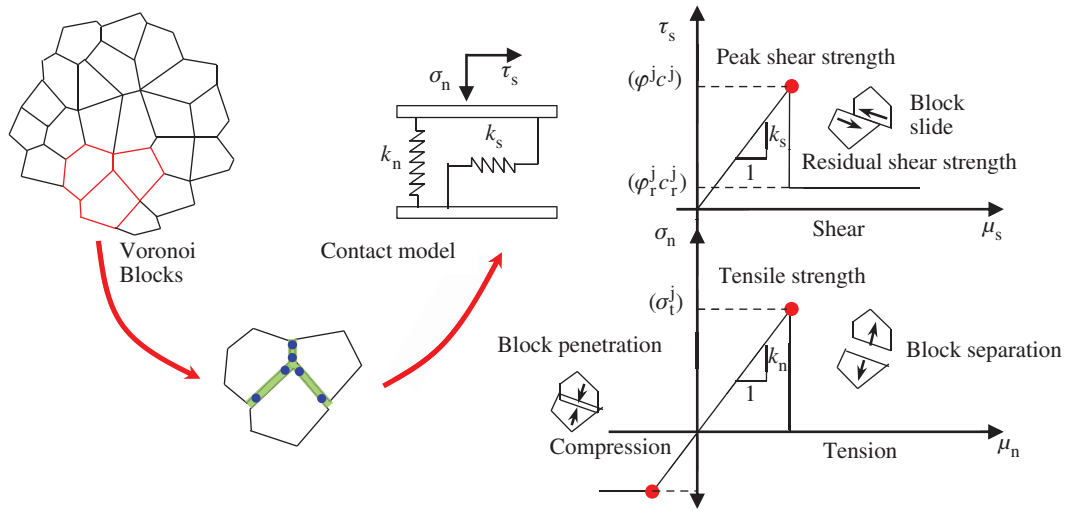 Voronoi
Blocks
σₙ
τₛ
kₙ
kₛ
Contact model
τₛ
Peak shear strength
(φʲcʲ)
kₛ
1
Block
slide
Residual shear strength
(φᵣʲcᵣʲ)
Shear
μₛ
σₙ
Tensile strength
(σₜʲ)
kₙ
1
Block separation
Block penetration
Compression
Tension
μₙ